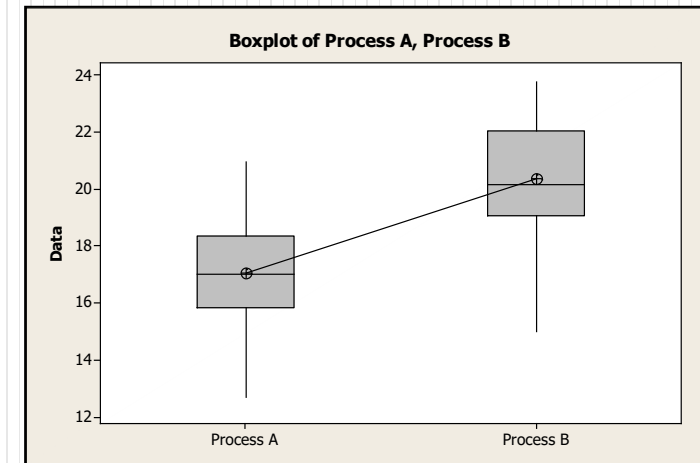 Boxplot of Process A, Process B
24
22
20
18
16
14
12
Data
Process A
Process B